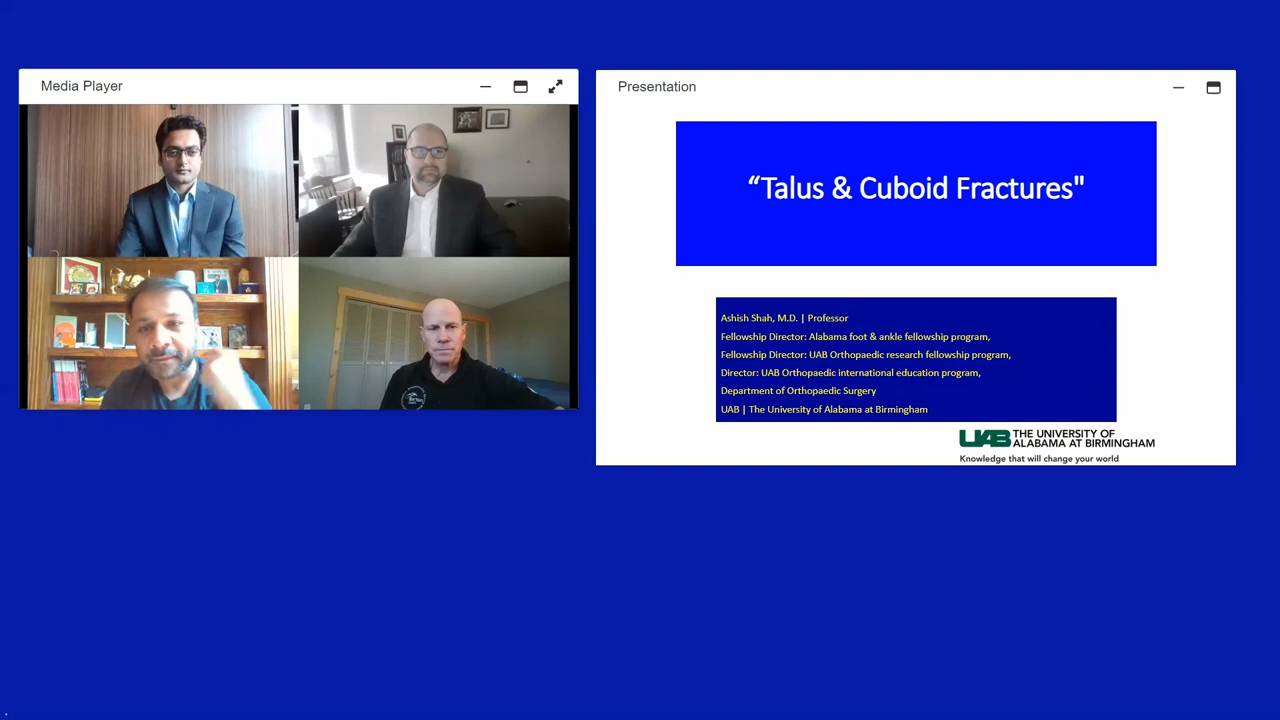 Media Player
Presentation
“Talus & Cuboid Fractures"
Ashish Shah, M.D. | Professor
Fellowship Director: Alabama foot & ankle fellowship program,
Fellowship Director: UAB Orthopaedic research fellowship program,
Director: UAB Orthopaedic international education program,
Department of Orthopaedic Surgery
UAB | The University of Alabama at Birmingham
UAB THE UNIVERSITY OF
ALABAMA AT BIRMINGHAM
Knowledge that will change your world